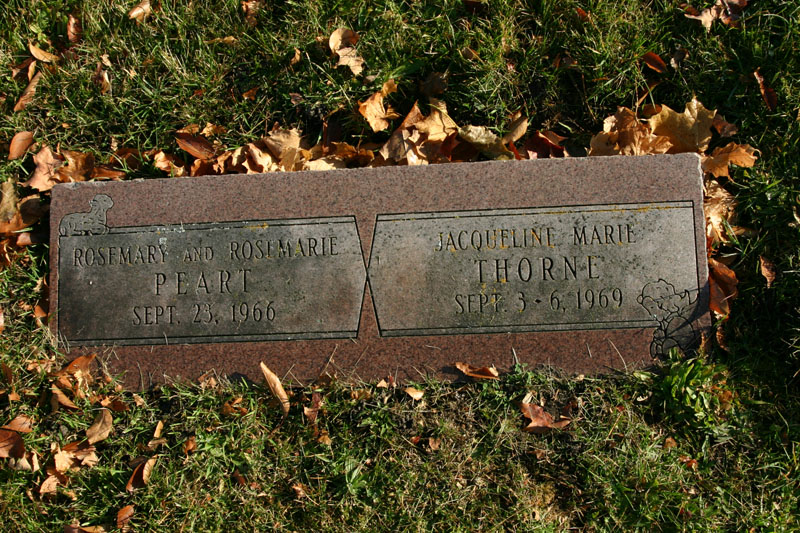 ROSEMARY AND ROSEMARIE
PEART
SEPT. 23, 1966
JACQUELINE MARIE
THORNE
SEPT. 3 - 6, 1969